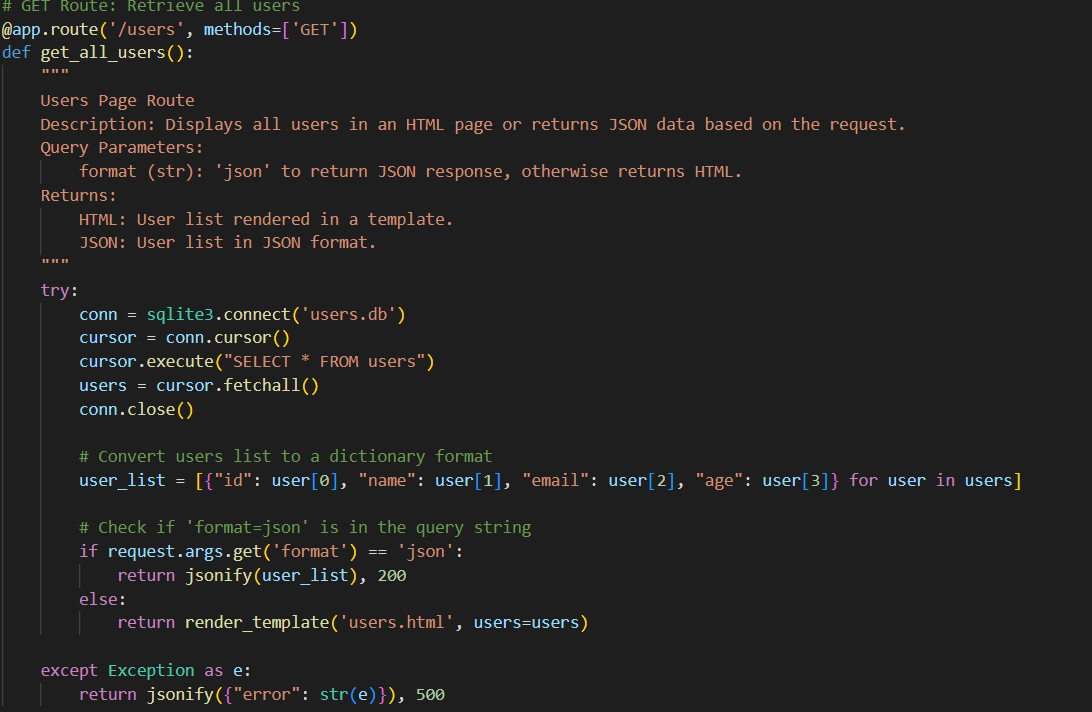 # GET Route: Retrieve all users
@app.route('/users', methods=['GET'])
def get_all_users():
    """
    Users Page Route
    Description: Displays all users in an HTML page or returns JSON data based on the request.
    Query Parameters:
        format (str): 'json' to return JSON response, otherwise returns HTML.
    Returns:
        HTML: User list rendered in a template.
        JSON: User list in JSON format.
    """
    try:
        conn = sqlite3.connect('users.db')
        cursor = conn.cursor()
        cursor.execute("SELECT * FROM users")
        users = cursor.fetchall()
        conn.close()

        # Convert users list to a dictionary format
        user_list = [{"id": user[0], "name": user[1], "email": user[2], "age": user[3]} for user in users]

        # Check if 'format=json' is in the query string
        if request.args.get('format') == 'json':
            return jsonify(user_list), 200
        else:
            return render_template('users.html', users=users)

    except Exception as e:
        return jsonify({"error": str(e)}), 500